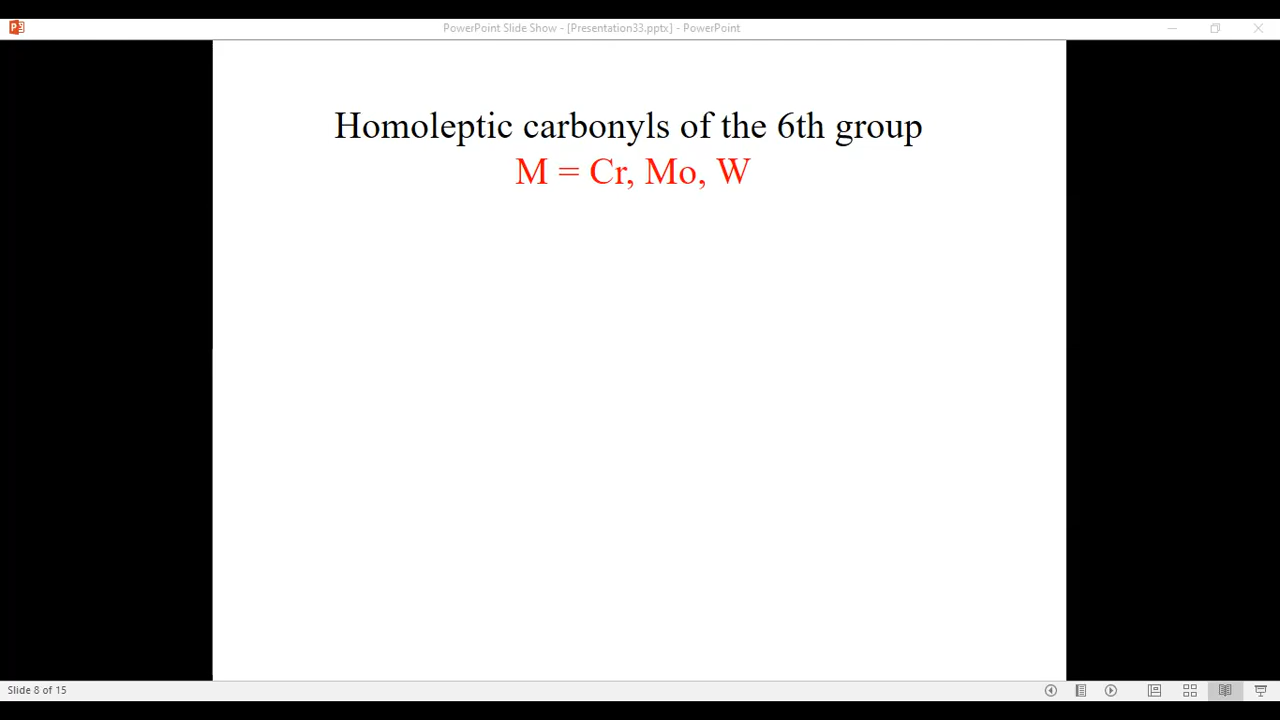 PowerPoint Slide Show - [Presentation33.pptx] - PowerPoint
Homoleptic carbonyls of the 6th group
M = Cr, Mo, W
Slide 8 of 15